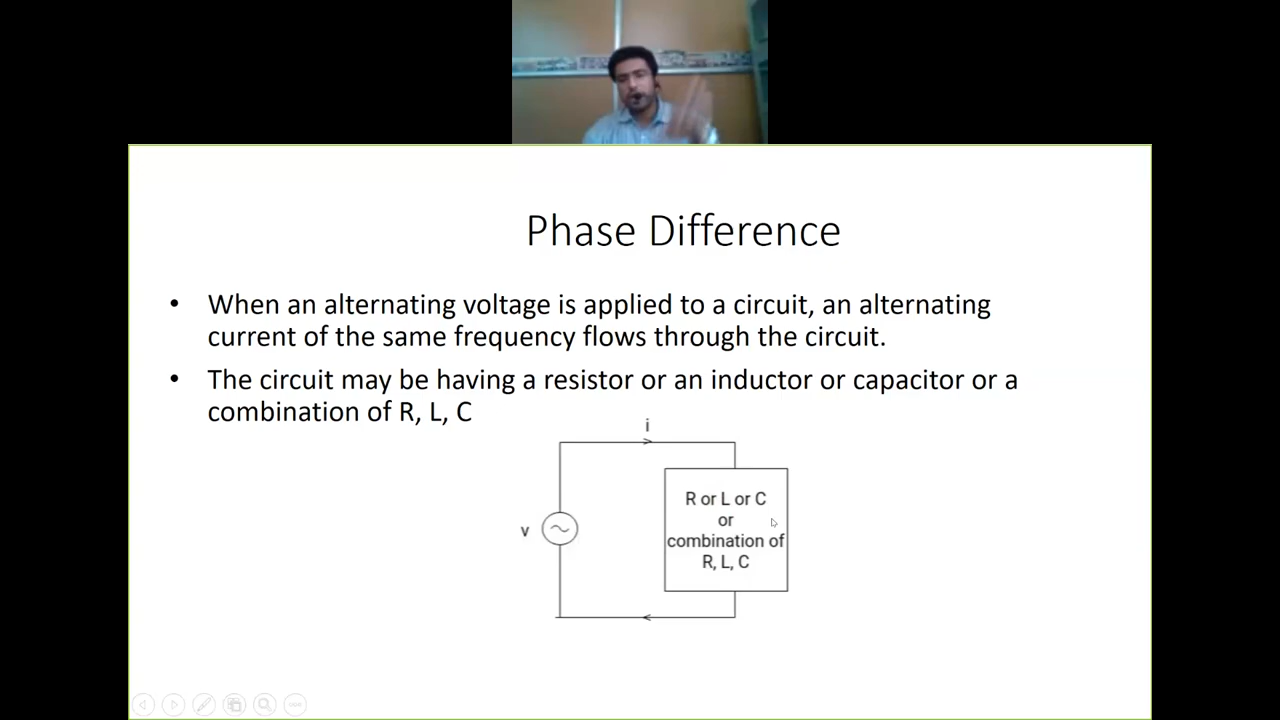 Phase Difference
• When an alternating voltage is applied to a circuit, an alternating
current of the same frequency flows through the circuit.
• The circuit may be having a resistor or an inductor or capacitor or a
combination of R, L, C
i
v
R or L or C
or
combination of
R, L, C